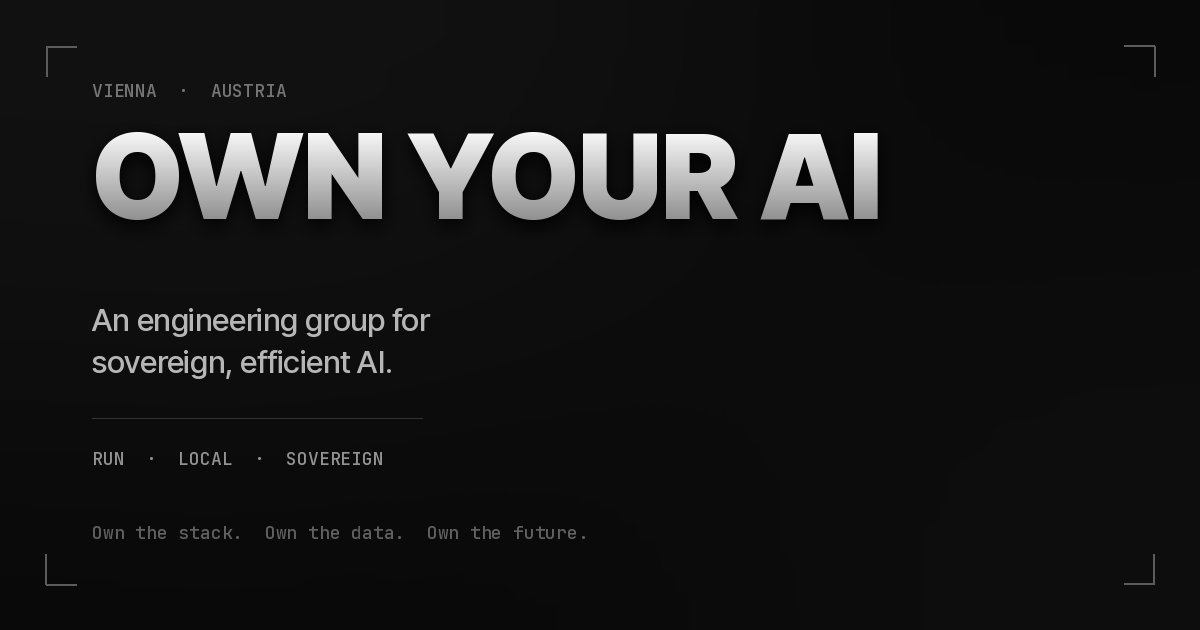 VIENNA · AUSTRIA
OWN YOUR AI
An engineering group for
sovereign, efficient AI.
RUN · LOCAL · SOVEREIGN
Own the stack. Own the data. Own the future.